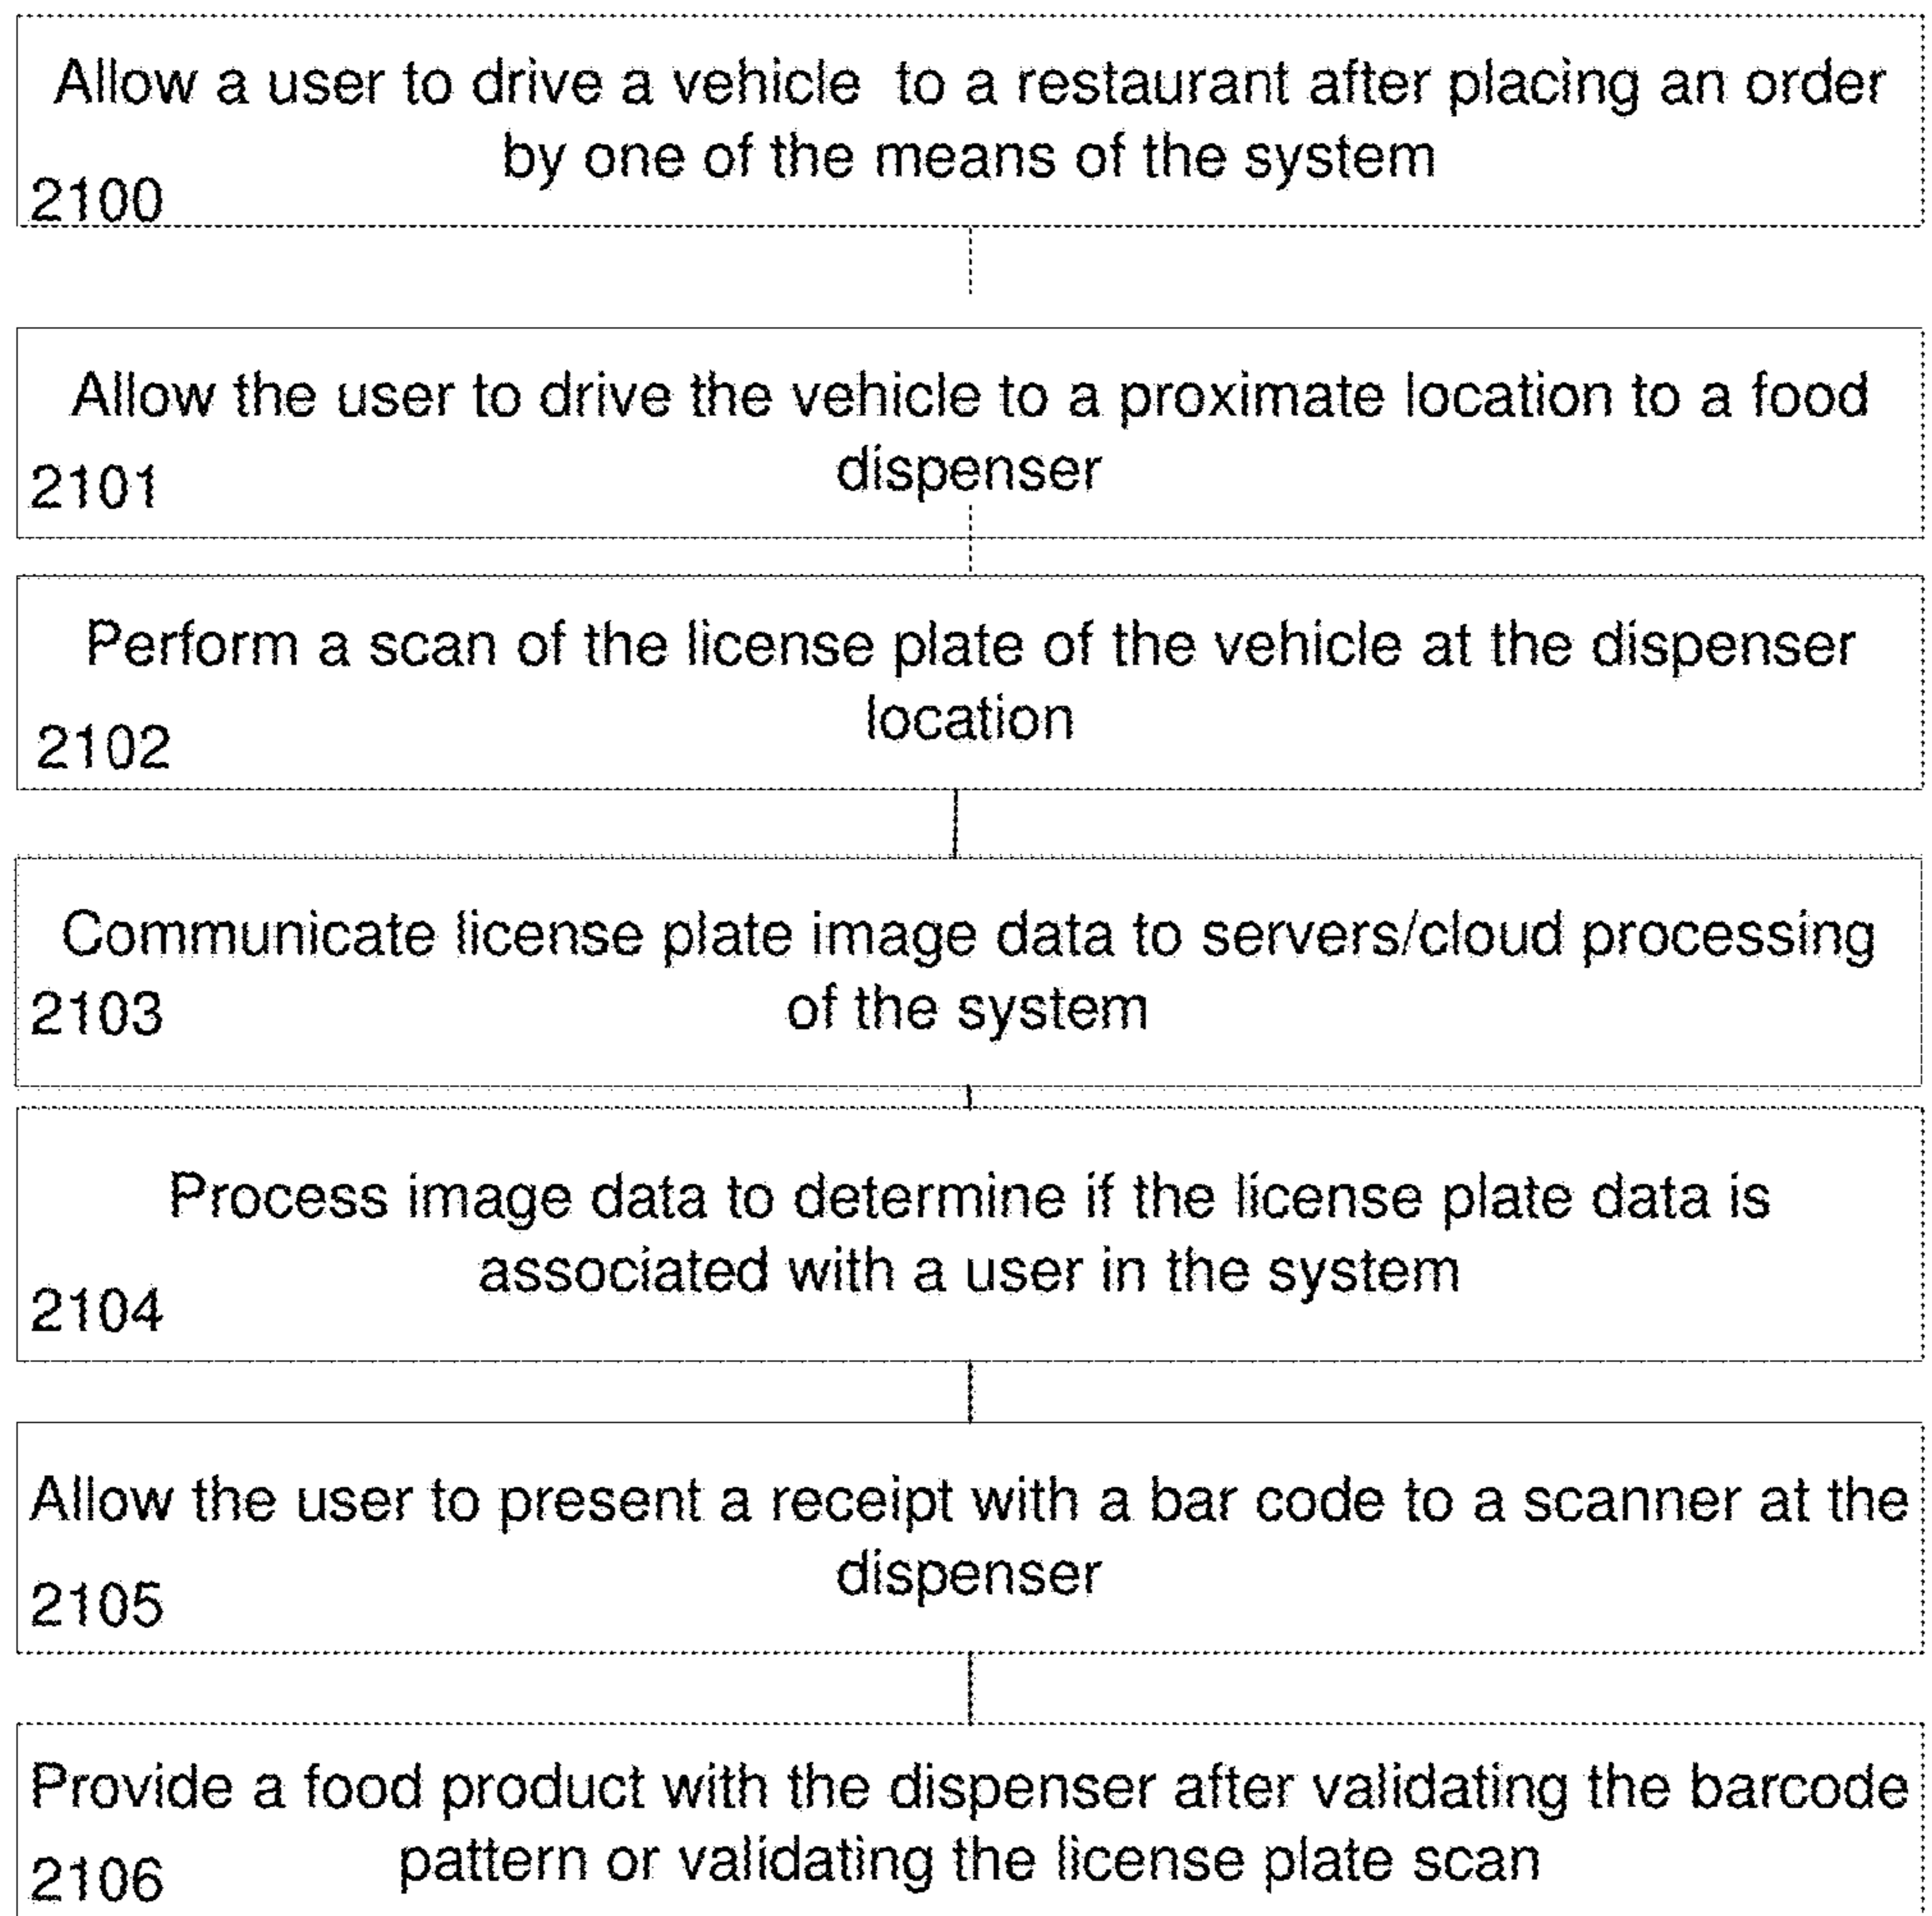 Allow a user to drive a vehicle to a restaurant after placing an order
by one of the means of the system
2100
Allow the user to drive the vehicle to a proximate location to a food
dispenser
2101
Perform a scan of the license plate of the vehicle at the dispenser
location
2102
Communicate license plate image data to servers/cloud processing
of the system
2103
Process image data to determine if the license plate data is
associated with a user in the system
2104
Allow the user to present a receipt with a bar code to a scanner at the
dispenser
2105
Provide a food product with the dispenser after validating the barcode
pattern or validating the license plate scan
2106